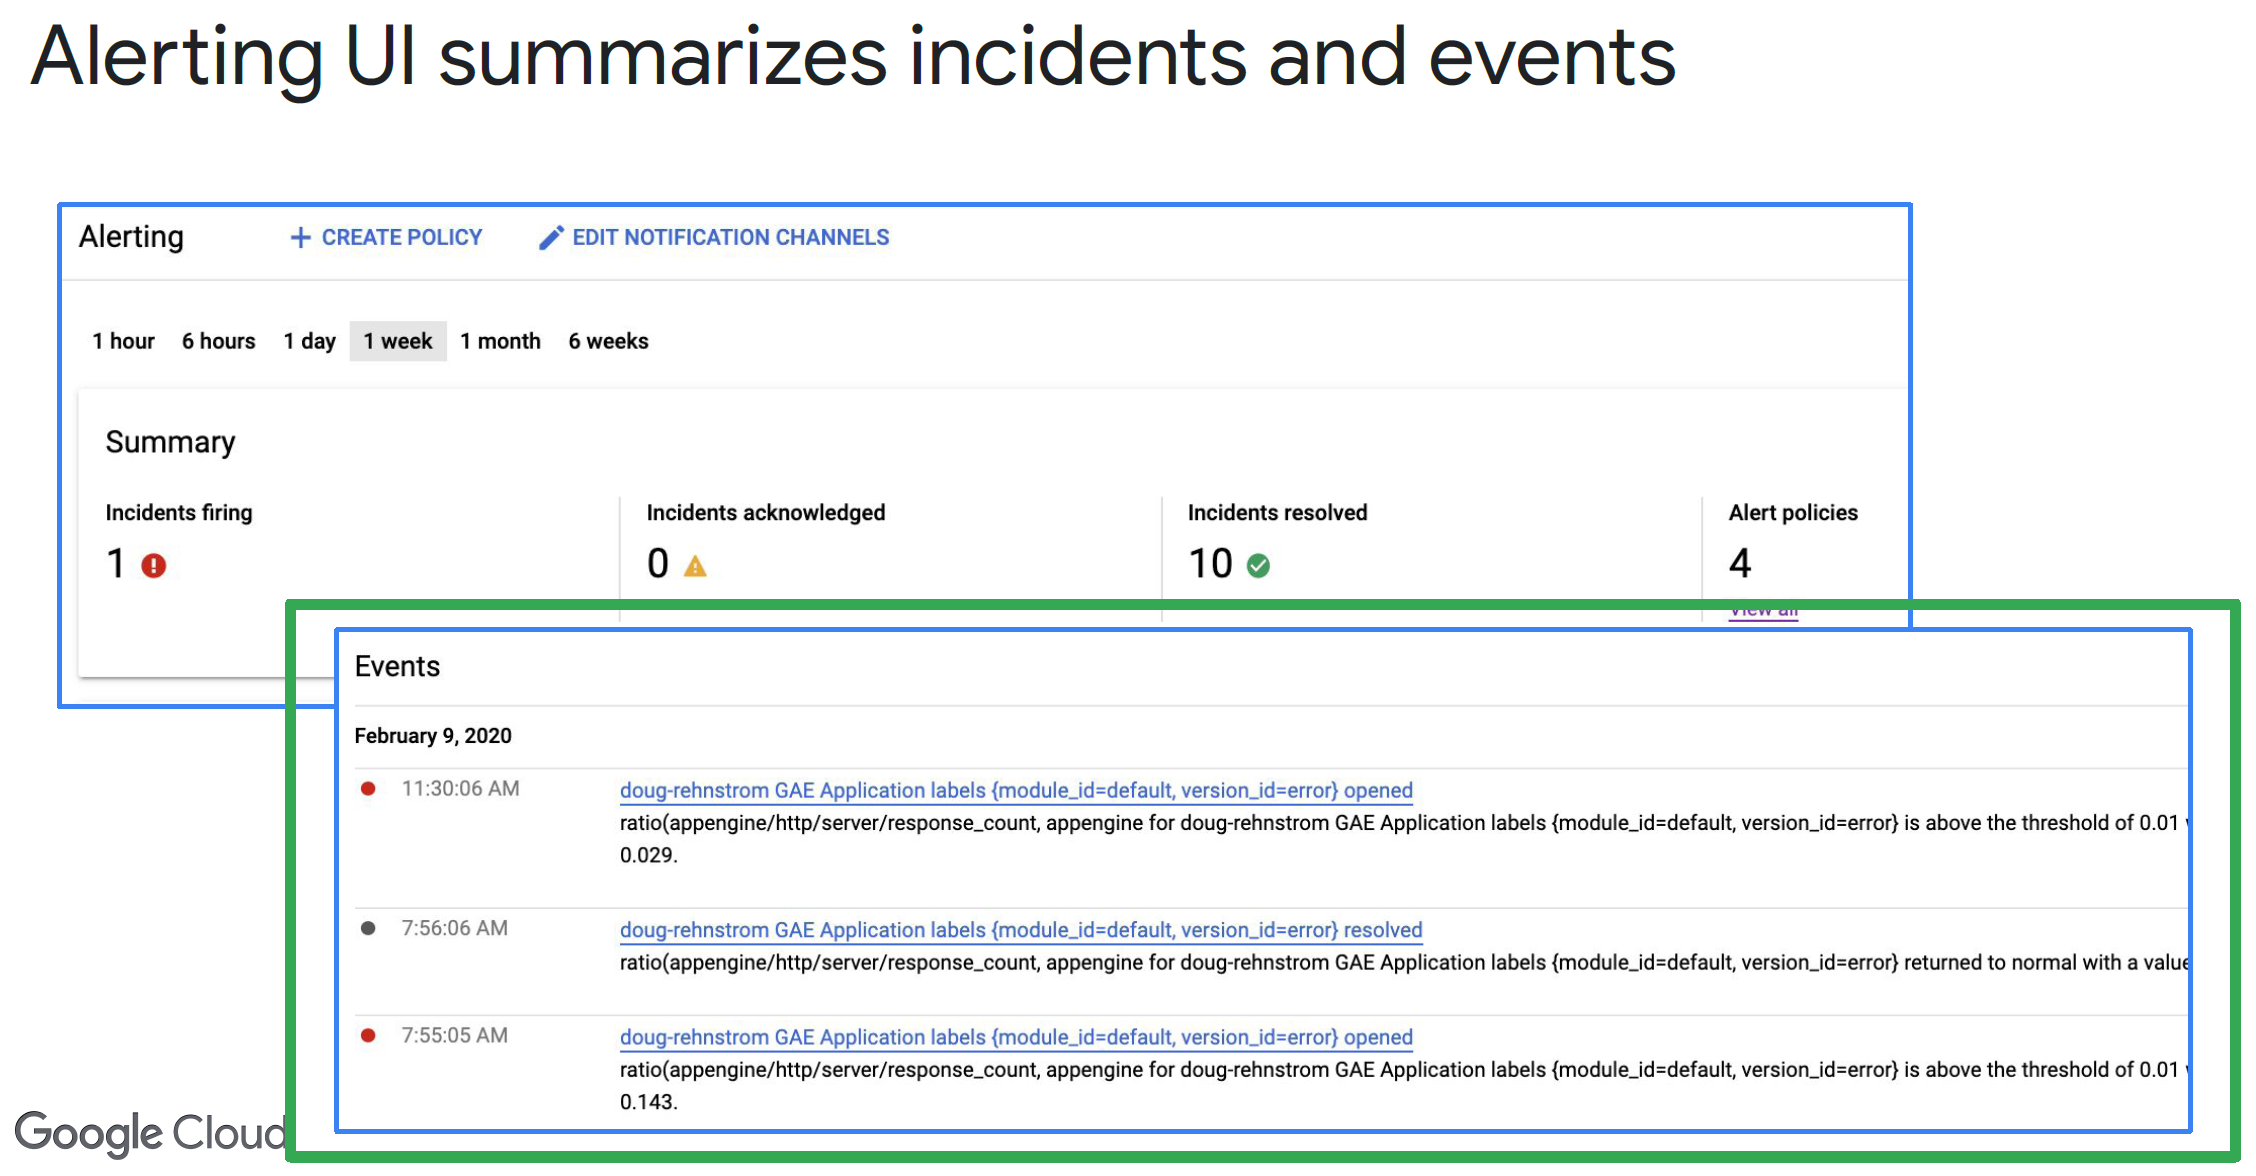 Alerting UI summarizes incidents and events
Alerting
CREATE POLICY
EDIT NOTIFICATION CHANNELS
1 hour 6 hours 1 day 1 week 1 month 6 weeks
Summary
Incidents firing
1
Incidents acknowledged
0
Incidents resolved
10
Alert policies
4
View all
Events
February 9, 2020
11:30:06 AM
doug-rehnstrom GAE Application labels {module_id=default, version_id=error} opened
ratio(appengine/http/server/response_count, appengine for doug-rehnstrom GAE Application labels {module_id=default, version_id=error} is above the threshold of 0.01
0.029.
7:56:06 AM
doug-rehnstrom GAE Application labels {module_id=default, version_id=error} resolved
ratio(appengine/http/server/response_count, appengine for doug-rehnstrom GAE Application labels {module_id=default, version_id=error} returned to normal with a value
7:55:05 AM
doug-rehnstrom GAE Application labels {module_id=default, version_id=error} opened
ratio(appengine/http/server/response_count, appengine for doug-rehnstrom GAE Application labels {module_id=default, version_id=error} is above the threshold of 0.01
0.143.
Google Cloud